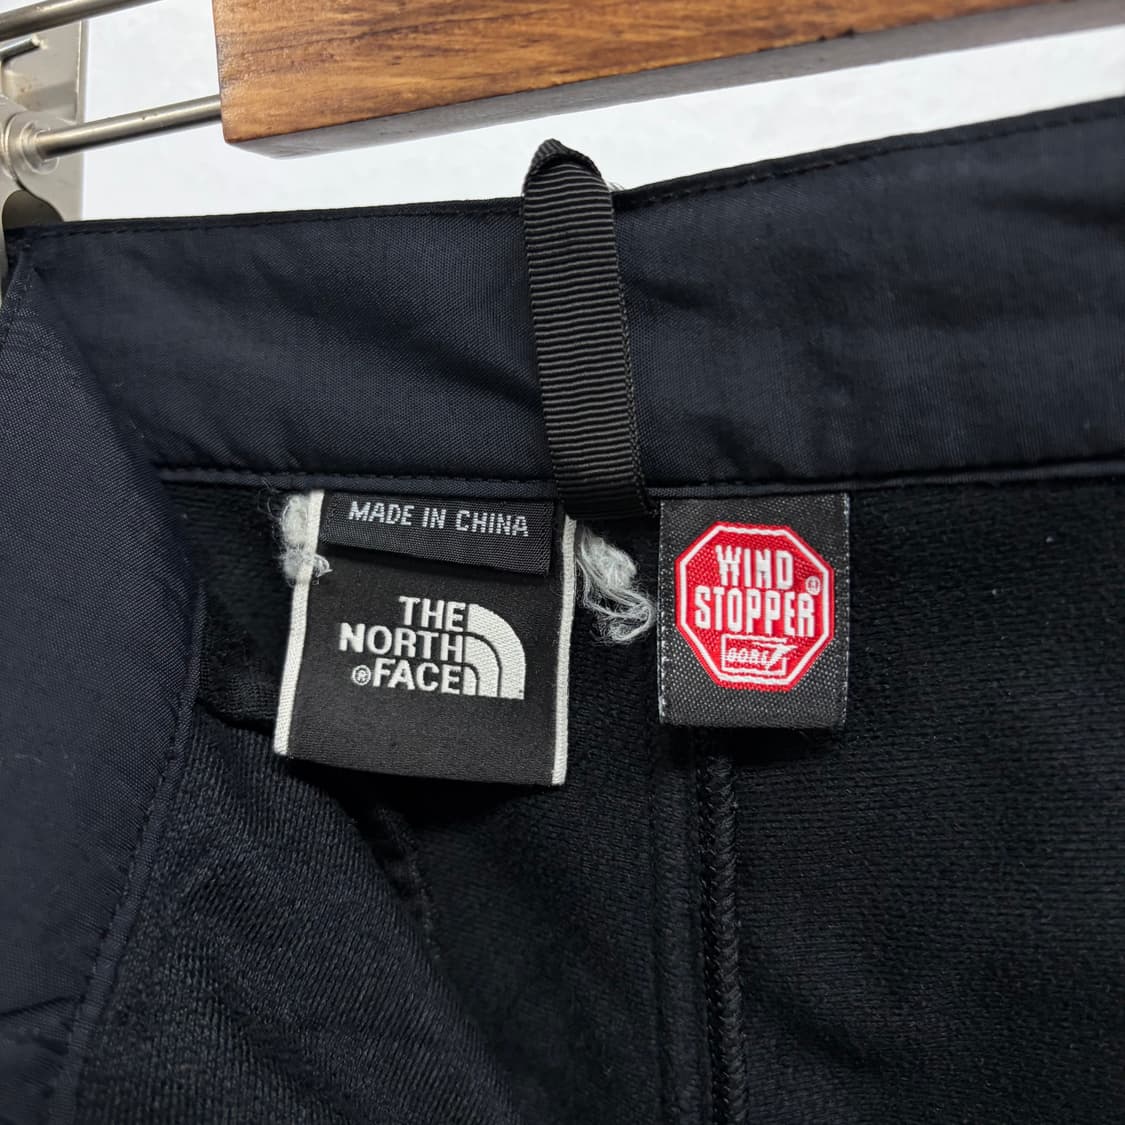 MADE IN CHINA
THE
NORTH
®FACE
WIND
STOPPER®
GORE